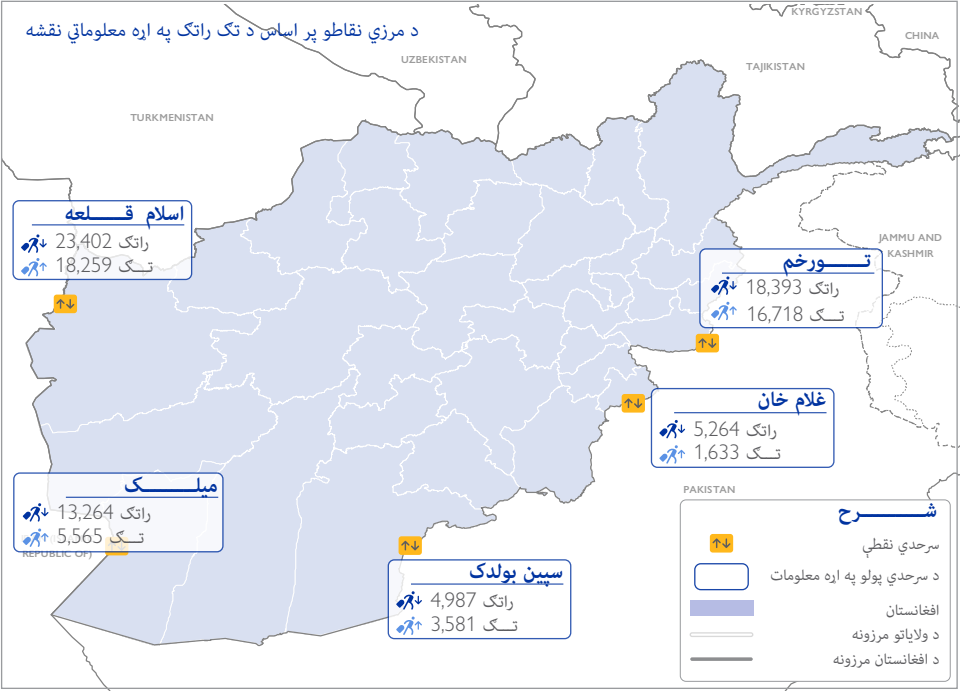 د مرزي نقاطو پر اساس د تګ راتګ په اړه معلوماتي نقشه
KYRGYZSTAN
CHINA
UZBEKISTAN
TAJIKISTAN
TURKMENISTAN
اسلام قلعه
راتګ 23,402
تګ 18,259
JAMMU AND
KASHMIR
تورخم
راتګ 18,393
تګ 16,718
غلام خان
راتګ 5,264
تګ 1,633
میلک
راتګ 13,264
تګ 5,565
REPUBLIC OF)
PAKISTAN
سپین بولدک
راتګ 4,987
تګ 3,581
شرح
سرحدي نقطې
د سرحدي پولو په اړه معلومات
افغانستان
د ولایاتو مرزونه
د افغانستان مرزونه